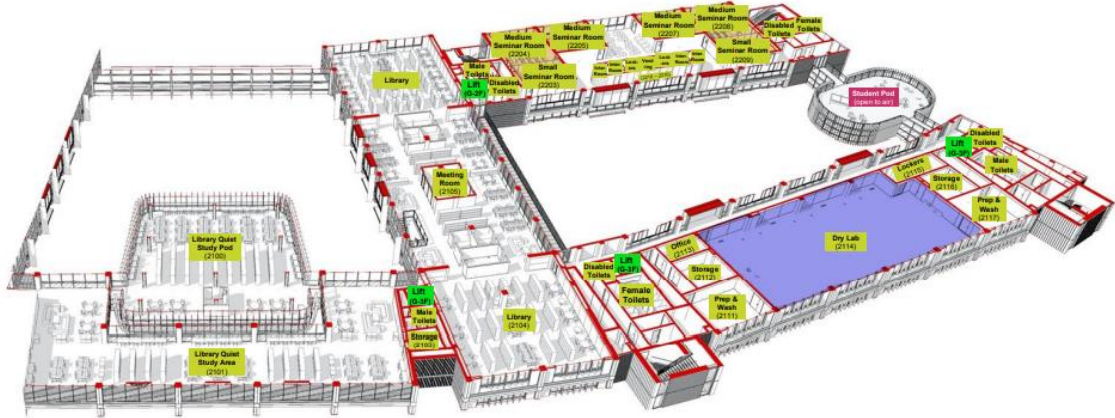 Medium
Seminar Room
(2208)
Medium
Seminar Room
(2207)
Disabled
Toilets
Female
Toilets
Medium
Seminar Room
(2205)
Medium
Seminar Room
(2204)
Small
Seminar Room
(2209)
Male
Toilets
Disabled
Toilets
Small
Seminar Room
(2203)
Library
Lift
(G-3F)
Student Pod
(open to air)
Disabled
Toilets
Lift
(G-3F)
Male
Toilets
Lockers
(2115)
Storage
(2116)
Prep &
Wash
(2117)
Meeting
Room
(2105)
Dry Lab
(2114)
Office
(2113)
Library Quist
Study Pod
(2100)
Disabled
Toilets
Lift
(G-3F)
Storage
(2112)
Female
Toilets
Prep &
Wash
(2111)
Lift
(G-3F)
Male
Toilets
Storage
(2103)
Library
(2104)
Library Quist
Study Area
(2101)